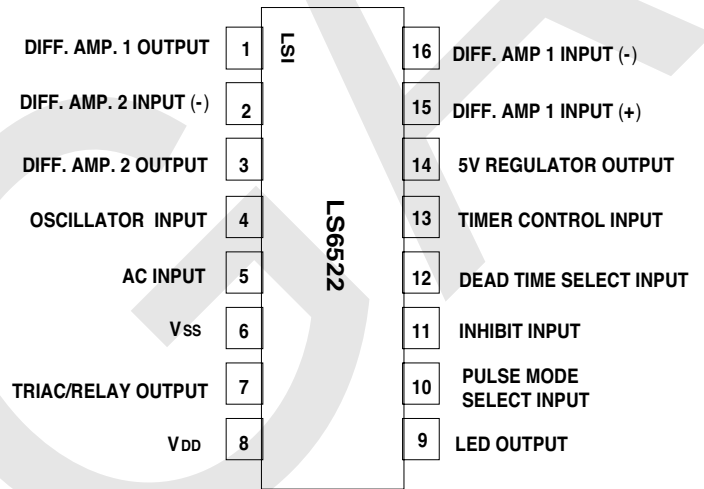 DIFF. AMP. 1 OUTPUT 1
DIFF. AMP. 2 INPUT (-) 2
DIFF. AMP. 2 OUTPUT 3
OSCILLATOR INPUT 4
AC INPUT 5
VSS 6
TRIAC/RELAY OUTPUT 7
VDD 8
LSI
LS6522
16 DIFF. AMP 1 INPUT (-)
15 DIFF. AMP 1 INPUT (+)
14 5V REGULATOR OUTPUT
13 TIMER CONTROL INPUT
12 DEAD TIME SELECT INPUT
11 INHIBIT INPUT
10 PULSE MODE
SELECT INPUT
9 LED OUTPUT